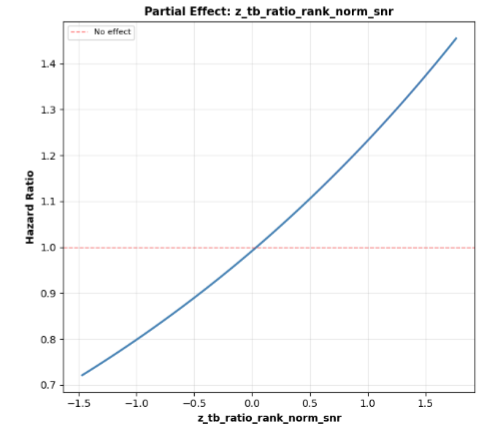 Partial Effect: z_tb_ratio_rank_norm_snr
No effect
1.4
1.3
1.2
1.1
1.0
0.9
0.8
0.7
Hazard Ratio
−1.5 −1.0 −0.5 0.0 0.5 1.0 1.5
z_tb_ratio_rank_norm_snr